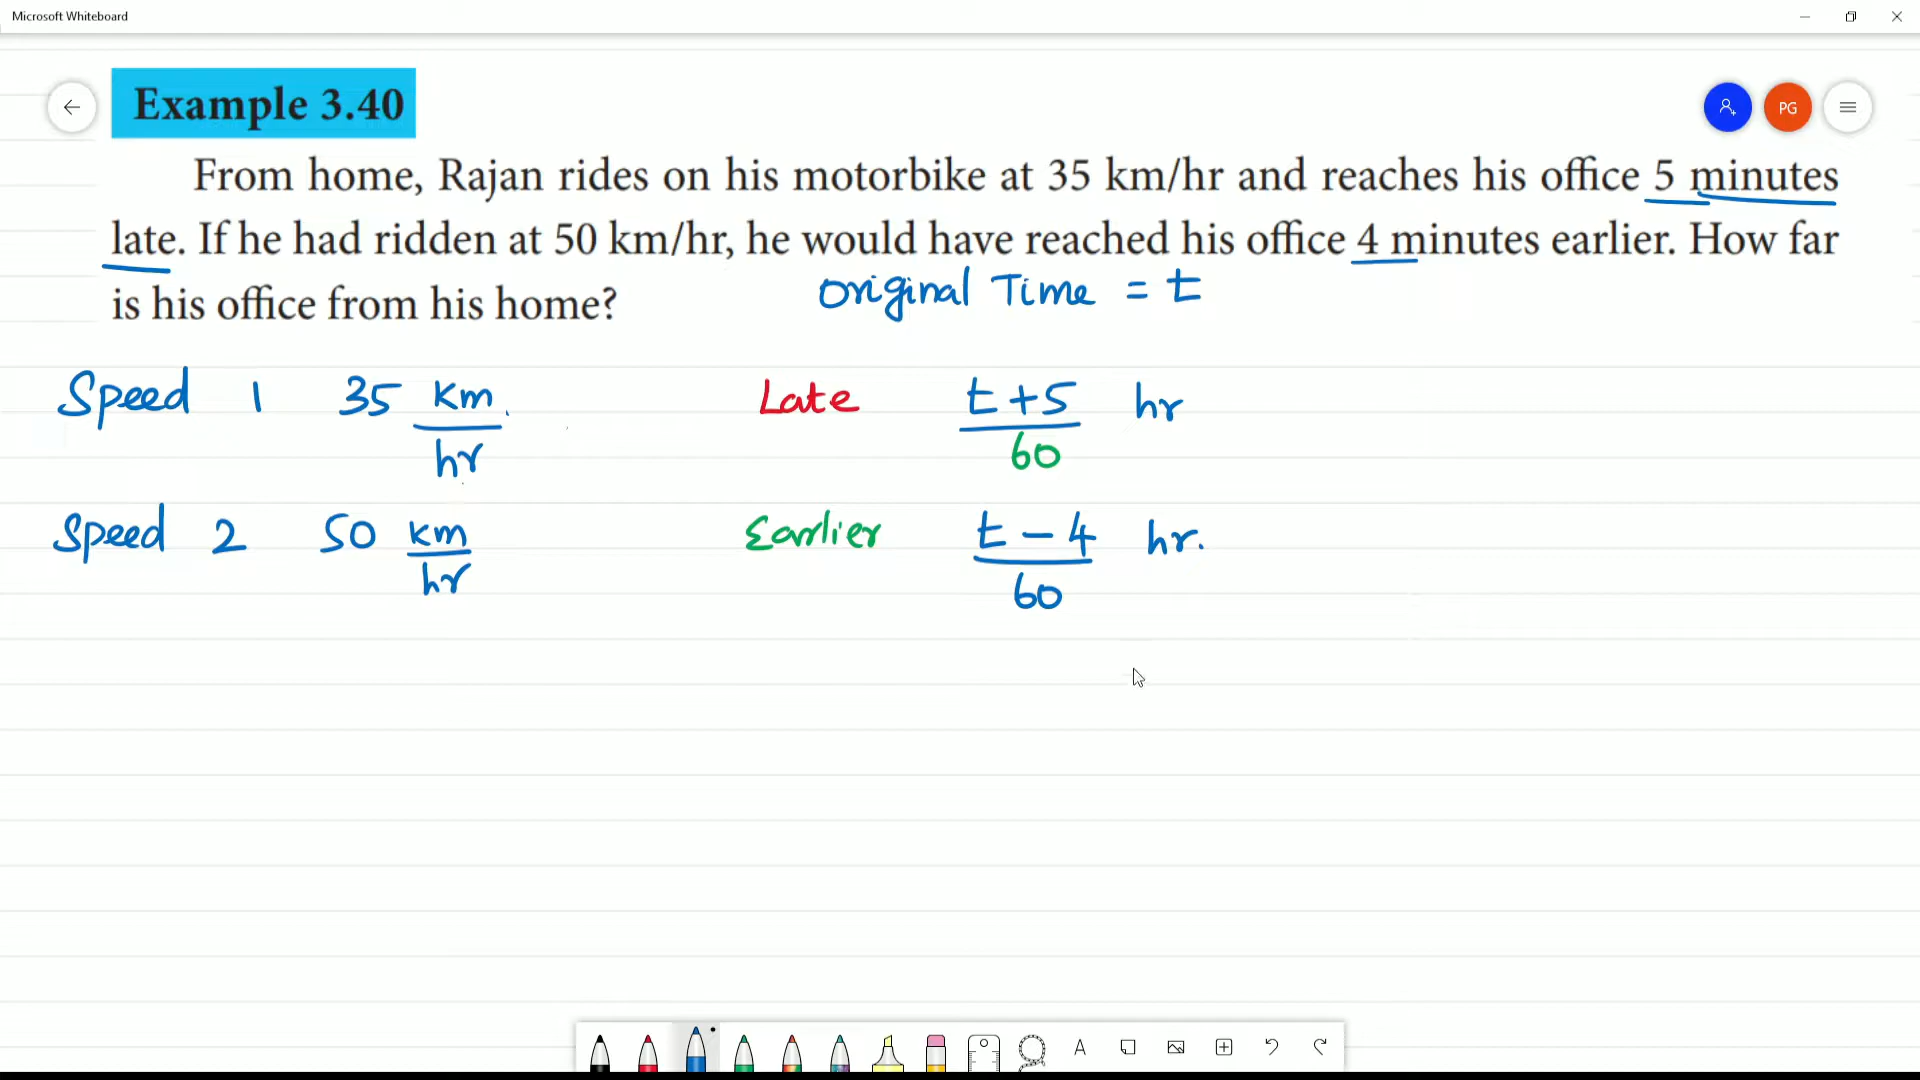 Microsoft Whiteboard
Example 3.40
PG
From home, Rajan rides on his motorbike at 35 km/hr and reaches his office 5 minutes
late. If he had ridden at 50 km/hr, he would have reached his office 4 minutes earlier. How far
is his office from his home?
Original Time = t
Speed 1 35 km/hr Late t+5/60 hr
Speed 2 50 km/hr Earlier t-4/60 hr.
A